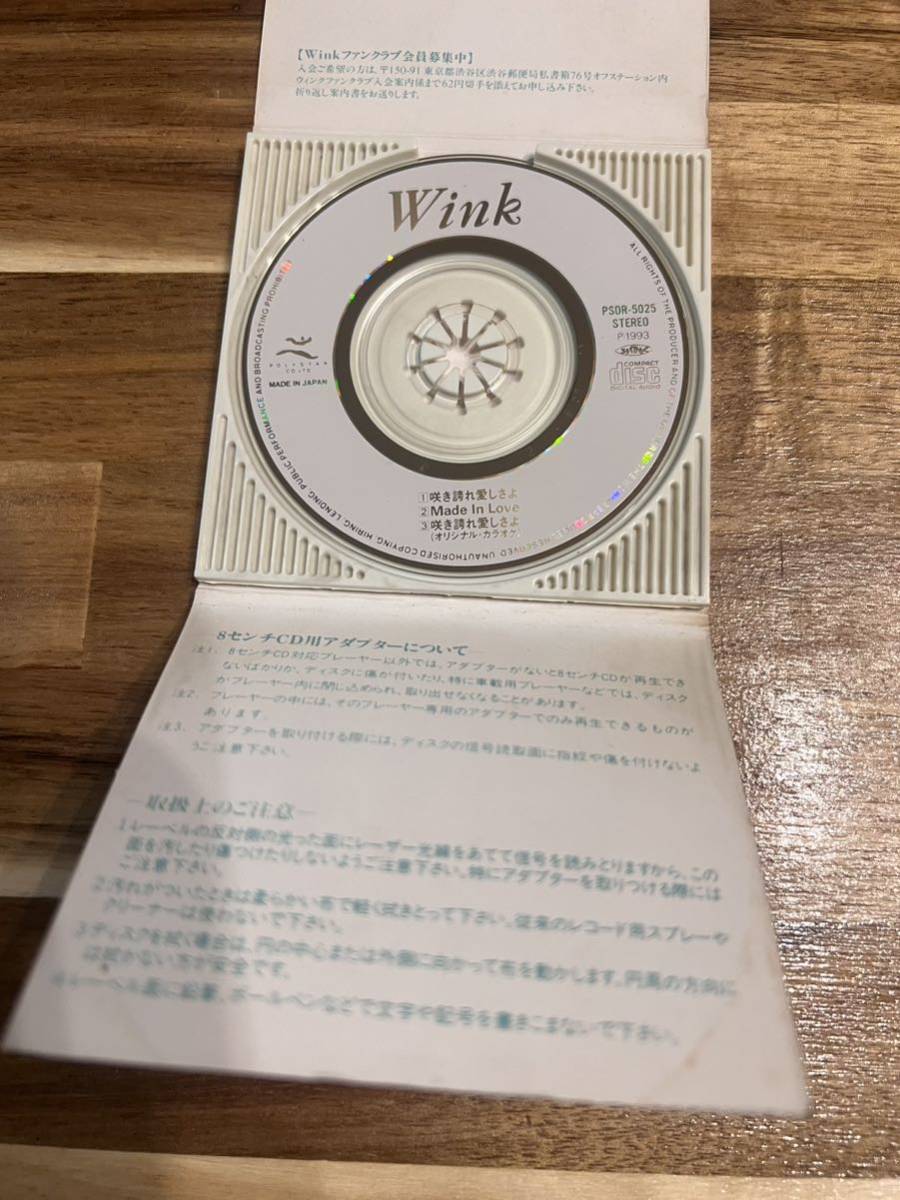 【Winkファンクラブ会員募集中】
入会ご希望の方は、〒150-91 東京都渋谷区渋谷郵便局私書箱76号オフステーション内
ウィンクファンクラブ入会案内係まで62円切手を添えてお申し込み下さい。
折り返し案内書をお送りします。
Wink
PSDR-5025
STEREO
℗1993
COMPACT
disc
DIGITAL AUDIO
POLYSTAR
CO.,LTD
MADE IN JAPAN
1 咲き誇れ愛しさよ
2 Made In Love
3 咲き誇れ愛しさよ
(オリジナル・カラオケ)
ALL RIGHTS OF THE PRODUCER AND OF THE RESERVED UNAUTHORISED COPYING, HIRING, LENDING, PUBLIC PERFORMANCE AND BROADCASTING PROHIBITED
8センチCD用アダプターについて
注1. 8センチCD対応プレーヤー以外では、アダプターがないと8センチCDが再生でき
ないばかりか、ディスクに傷が付いたり、特に車載用プレーヤーなどでは、ディスク
がプレーヤー内に閉じ込められ、取り出せなくなることがあります。
注2. プレーヤーの中には、そのプレーヤー専用のアダプターでのみ再生できるものが
あります。
注3. アダプターを取り付ける際には、ディスクの信号読取面に指紋や傷を付けないよ
うご注意下さい。
―取扱上のご注意―
1 レーベルの反対側の光った面にレーザー光線をあてて信号を読みとりますから、この
面を汚したり傷つけたりしないようご注意下さい。特にアダプターを取りつける際には
ご注意下さい。
2 汚れがついたときは柔らかい布で軽く拭きとって下さい。従来のレコード用スプレーや
クリーナーは使わないで下さい。
3 ディスクを拭く場合は、円の中心または外側に向かって布を動かします。円周の方向に
は拭かない方が安全です。
4 レーベル面に鉛筆、ボールペンなどで文字や記号を書きこまないで下さい。